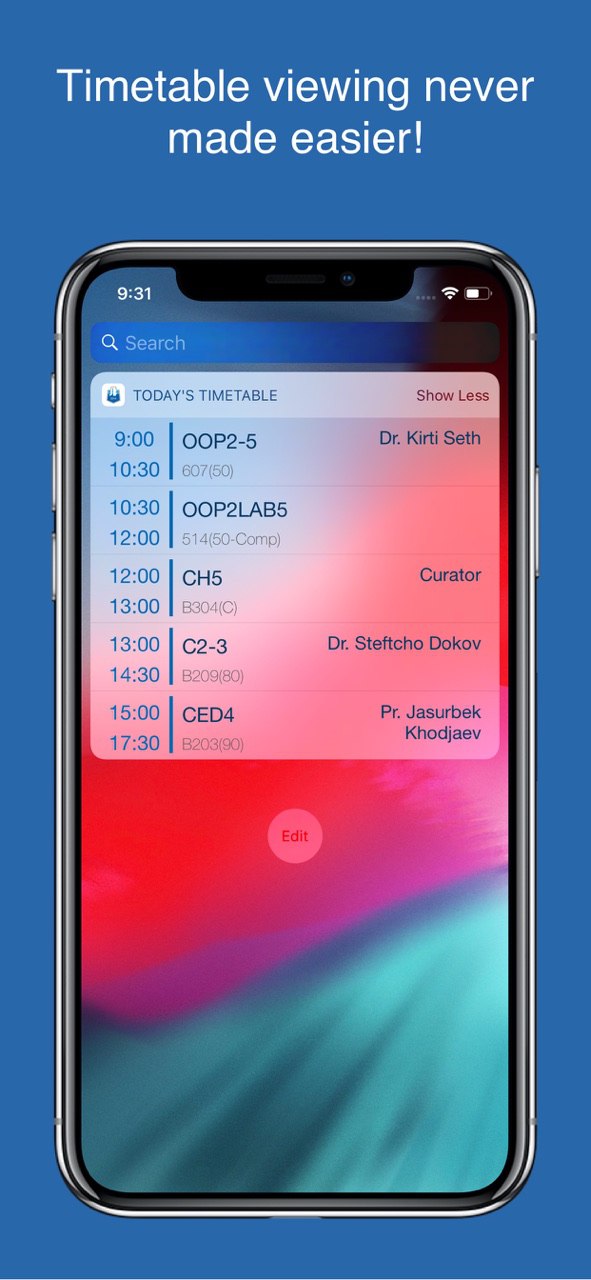 Timetable viewing never
made easier!
9:31
Search
TODAY'S TIMETABLE Show Less
9:00 OOP2-5 Dr. Kirti Seth
10:30 607(50)
10:30 OOP2LAB5
12:00 514(50-Comp)
12:00 CH5 Curator
13:00 B304(C)
13:00 C2-3 Dr. Steftcho Dokov
14:30 B209(80)
15:00 CED4 Pr. Jasurbek
17:30 B203(90) Khodjaev
Edit